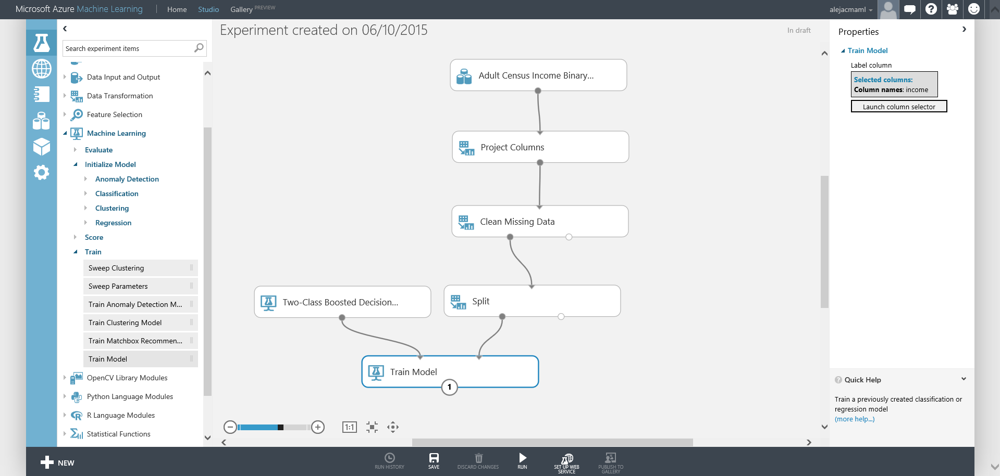 Microsoft Azure Machine Learning
Home
Studio
Gallery PREVIEW
alejacmaml
Search experiment items
Data Input and Output
Data Transformation
Feature Selection
Machine Learning
Evaluate
Initialize Model
Anomaly Detection
Classification
Clustering
Regression
Score
Train
Sweep Clustering
Sweep Parameters
Train Anomaly Detection M...
Train Clustering Model
Train Matchbox Recommen...
Train Model
OpenCV Library Modules
Python Language Modules
R Language Modules
Statistical Functions
Experiment created on 06/10/2015
In draft
Adult Census Income Binary...
Project Columns
Clean Missing Data
Two-Class Boosted Decision...
Split
Train Model
1
1:1
Properties
Train Model
Label column
Selected columns:
Column names: income
Launch column selector
? Quick Help
Train a previously created classification or
regression model
(more help...)
NEW
RUN HISTORY
SAVE
DISCARD CHANGES
RUN
SET UP WEB
SERVICE
PUBLISH TO
GALLERY